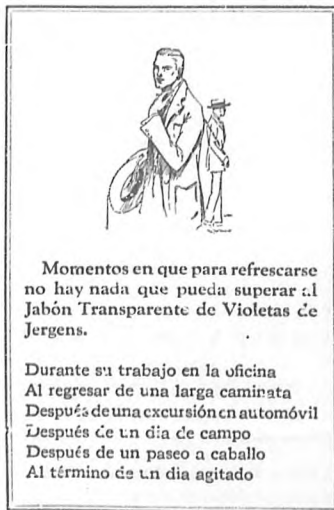 Momentos en que para refrescarse
no hay nada que pueda superar al
Jabón Transparente de Violetas de
Jergens.
Durante su trabajo en la oficina
Al regresar de una larga caminata
Después de una excursión en automóvil
Después de un día de campo
Después de un paseo a caballo
Al término de un dia agitado